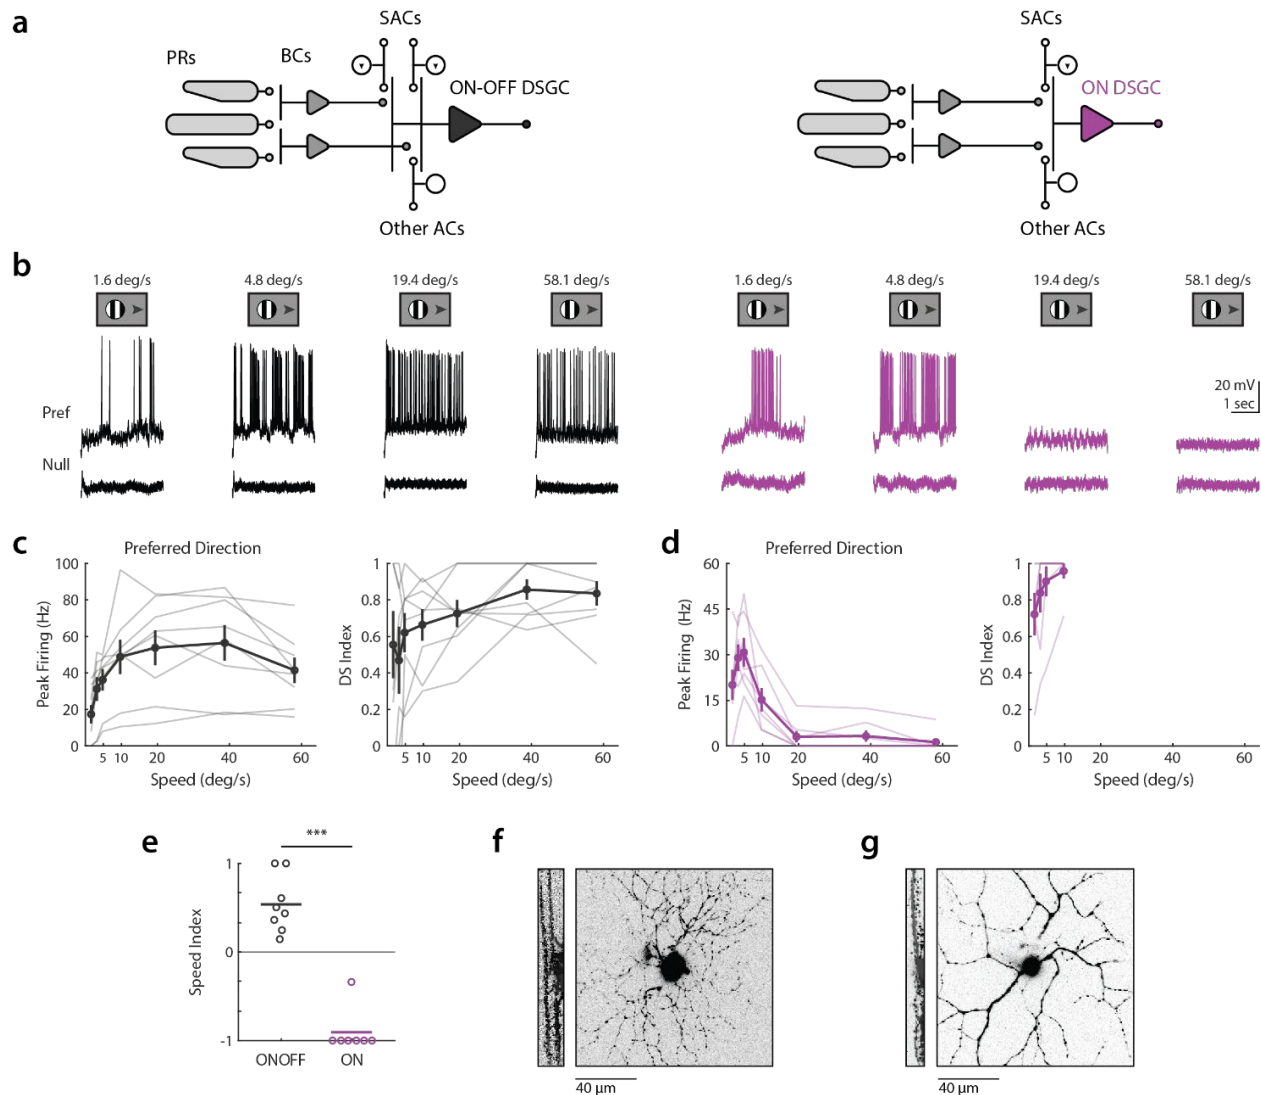 a
SACs
PRs
BCs
ON-OFF DSGC
Other ACs
SACs
ON DSGC
Other ACs
b
1.6 deg/s
4.8 deg/s
19.4 deg/s
58.1 deg/s
1.6 deg/s
4.8 deg/s
19.4 deg/s
58.1 deg/s
Pref
Null
20 mV
1 sec
c
Preferred Direction
Peak Firing (Hz)
100
80
60
40
20
0
5 10 20 40 60
Speed (deg/s)
DS Index
1
0.8
0.6
0.4
0.2
0
5 10 20 40 60
Speed (deg/s)
d
Preferred Direction
Peak Firing (Hz)
60
45
30
15
0
5 10 20 40 60
Speed (deg/s)
DS Index
1
0.8
0.6
0.4
0.2
0
5 10 20 40 60
Speed (deg/s)
e
***
Speed Index
1
0
-1
ONOFF ON
f
40 μm
g
40 μm